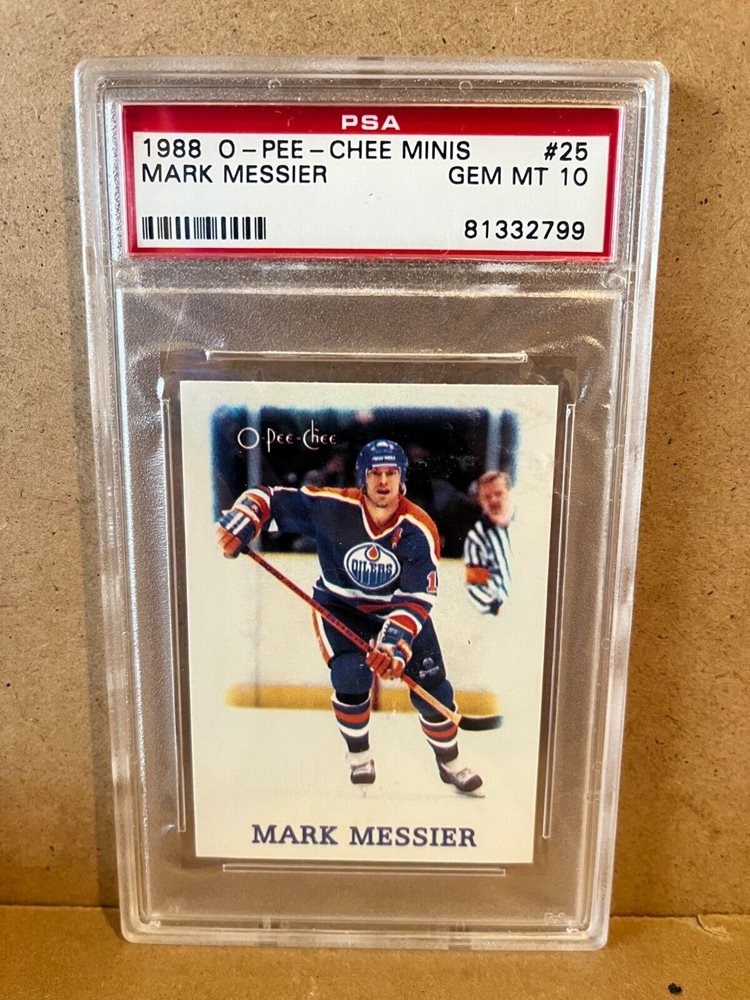 PSA
1988 O-PEE-CHEE MINIS #25
MARK MESSIER GEM MT 10
81332799
O-Pee-Chee
OILERS
MARK MESSIER